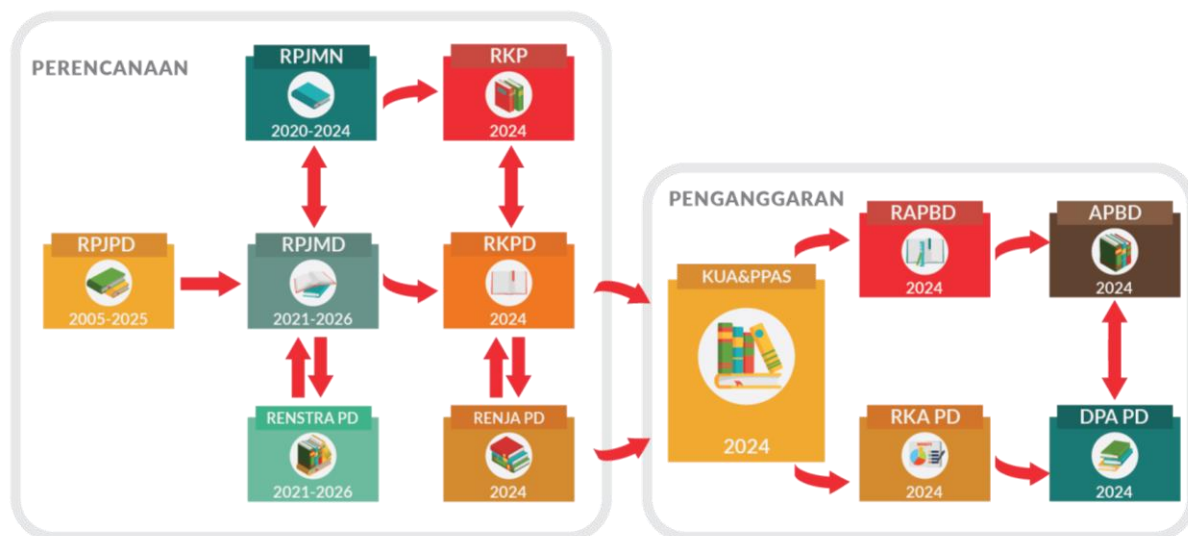 PERENCANAAN
RPJMN
2020-2024
RKP
2024
RPJPD
2005-2025
RPJMD
2021-2026
RKPD
2024
RENSTRA PD
2021-2026
RENJA PD
2024
PENGANGGARAN
KUA&PPAS
2024
RAPBD
2024
APBD
2024
RKA PD
2024
DPA PD
2024